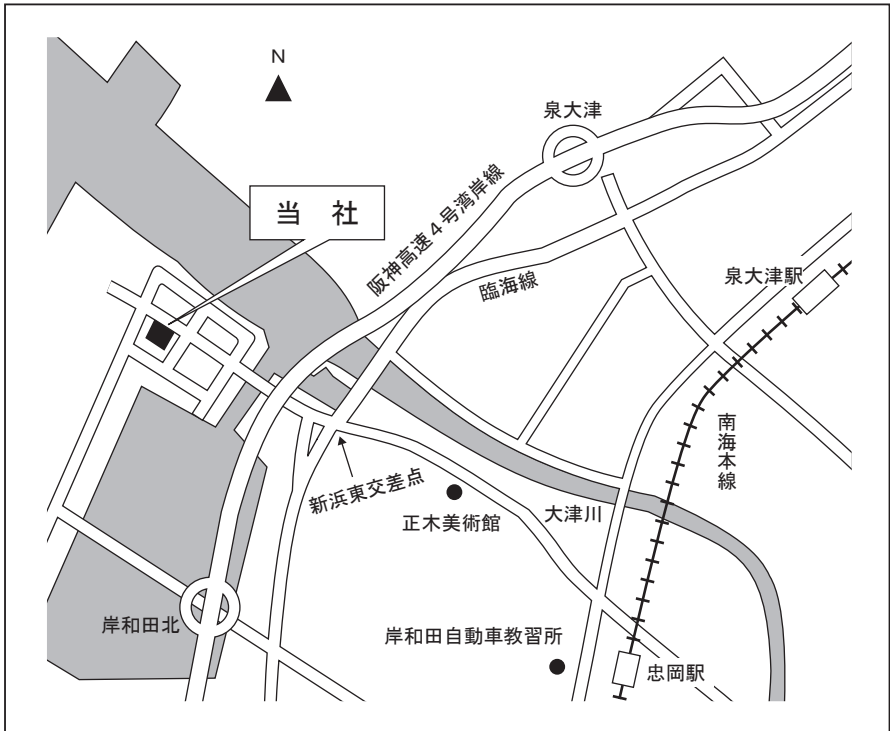 N
泉大津
阪神高速4号湾岸線
当 社
臨海線
泉大津駅
南海本線
新浜東交差点
正木美術館
大津川
岸和田北
岸和田自動車教習所
忠岡駅